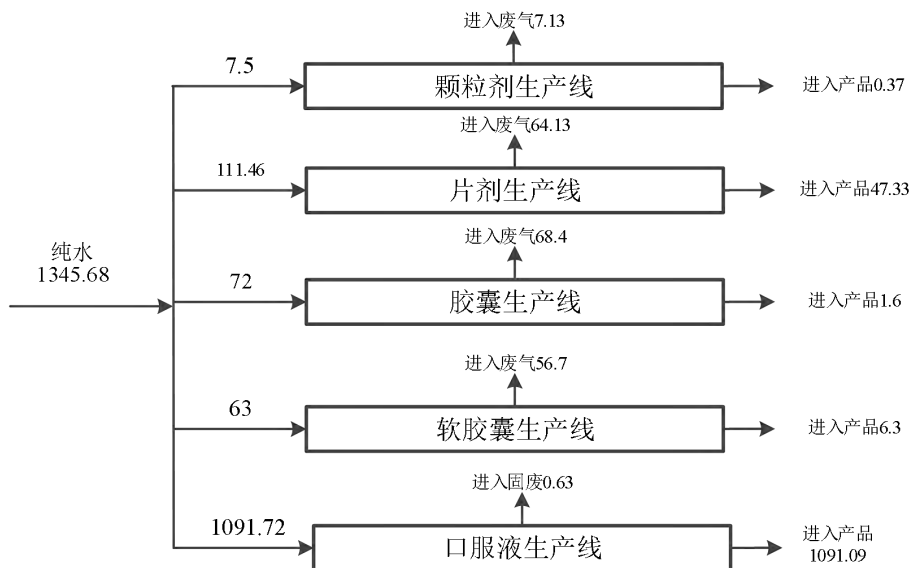 进入废气7.13
7.5
颗粒剂生产线
进入产品0.37
进入废气64.13
111.46
片剂生产线
进入产品47.33
纯水
1345.68
进入废气68.4
72
胶囊生产线
进入产品1.6
进入废气56.7
63
软胶囊生产线
进入产品6.3
进入固废0.63
1091.72
口服液生产线
进入产品
1091.09